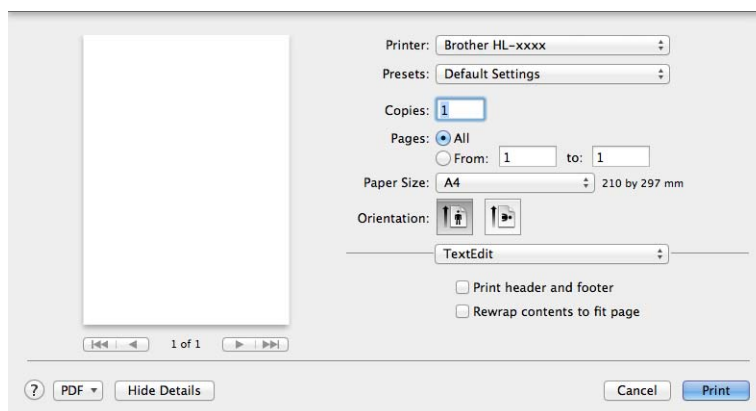 Printer: Brother HL-xxxx
Presets: Default Settings
Copies: 1
Pages: All
From: 1 to: 1
Paper Size: A4 210 by 297 mm
Orientation:
TextEdit
Print header and footer
Rewrap contents to fit page
1 of 1
? PDF Hide Details Cancel Print